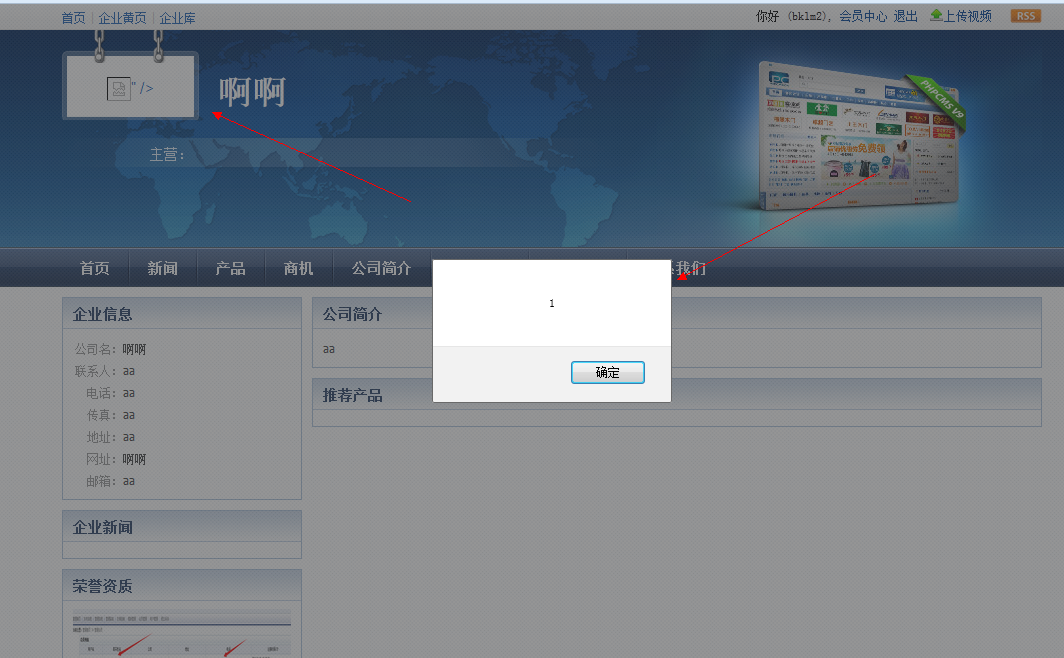 首页 | 企业黄页 | 企业库
你好 (bklm2), 会员中心 退出 上传视频 RSS
" />
啊啊
主营：
PHPCMS V9
PC
免费领
首页 新闻 产品 商机 公司简介 我们
企业信息
公司名：啊啊
联系人：aa
电话：aa
传真：aa
地址：aa
网址：啊啊
邮箱：aa
公司简介
aa
推荐产品
1
确定
企业新闻
荣誉资质